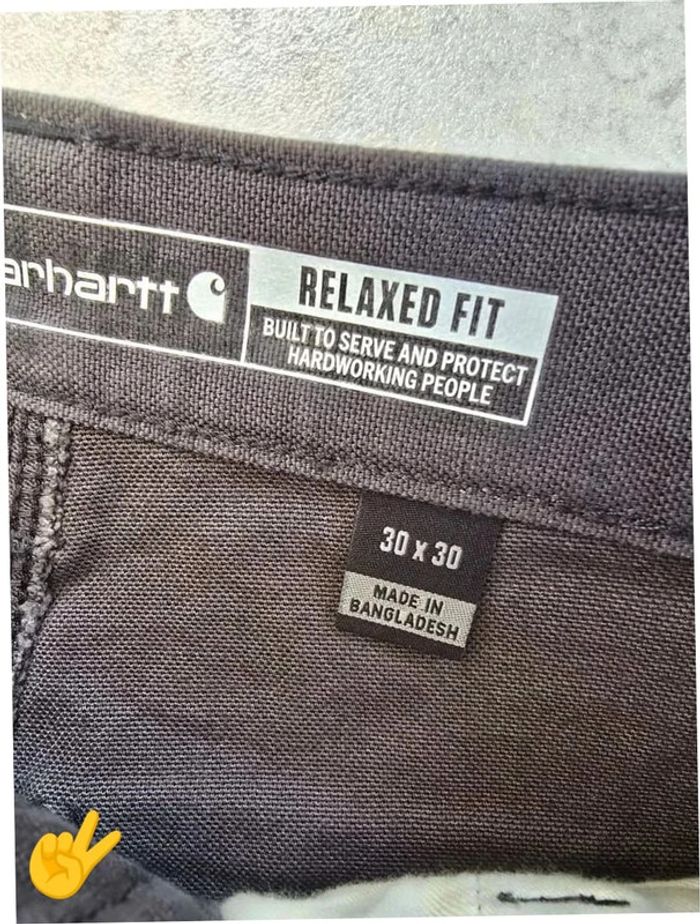 arhartt
RELAXED FIT
BUILT TO SERVE AND PROTECT
HARDWORKING PEOPLE
30 x 30
MADE IN
BANGLADESH